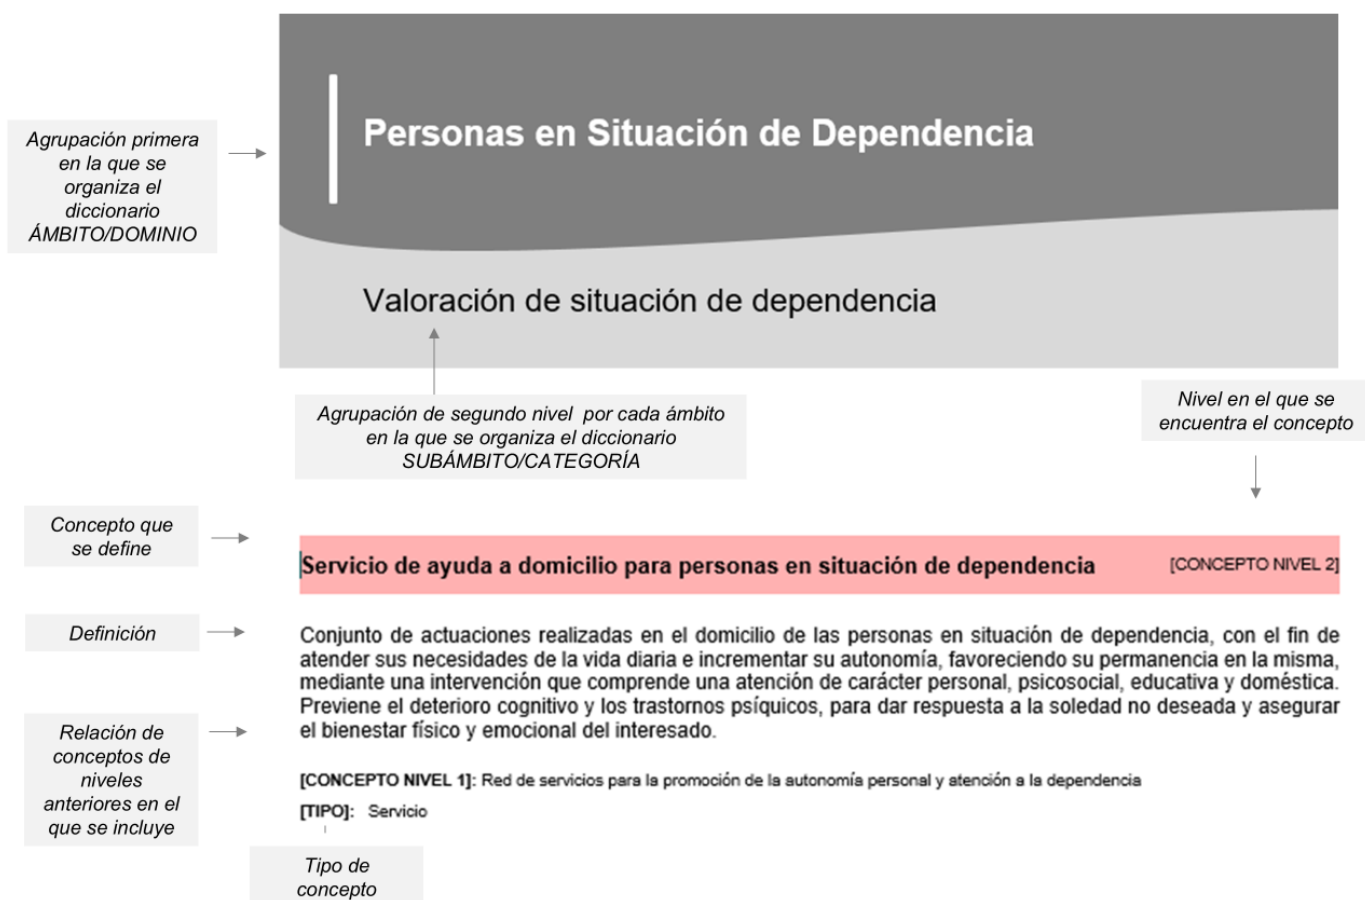 Personas en Situación de Dependencia
Agrupación primera
en la que se
organiza el
diccionario
ÁMBITO/DOMINIO
Valoración de situación de dependencia
Agrupación de segundo nivel por cada ámbito
en la que se organiza el diccionario
SUBÁMBITO/CATEGORÍA
Nivel en el que se
encuentra el concepto
Concepto que
se define
Servicio de ayuda a domicilio para personas en situación de dependencia [CONCEPTO NIVEL 2]
Definición
Conjunto de actuaciones realizadas en el domicilio de las personas en situación de dependencia, con el fin de
atender sus necesidades de la vida diaria e incrementar su autonomía, favoreciendo su permanencia en la misma,
mediante una intervención que comprende una atención de carácter personal, psicosocial, educativa y doméstica.
Previene el deterioro cognitivo y los trastornos psíquicos, para dar respuesta a la soledad no deseada y asegurar
el bienestar físico y emocional del interesado.
Relación de
conceptos de
niveles
anteriores en el
que se incluye
[CONCEPTO NIVEL 1]: Red de servicios para la promoción de la autonomía personal y atención a la dependencia
[TIPO]: Servicio
Tipo de
concepto